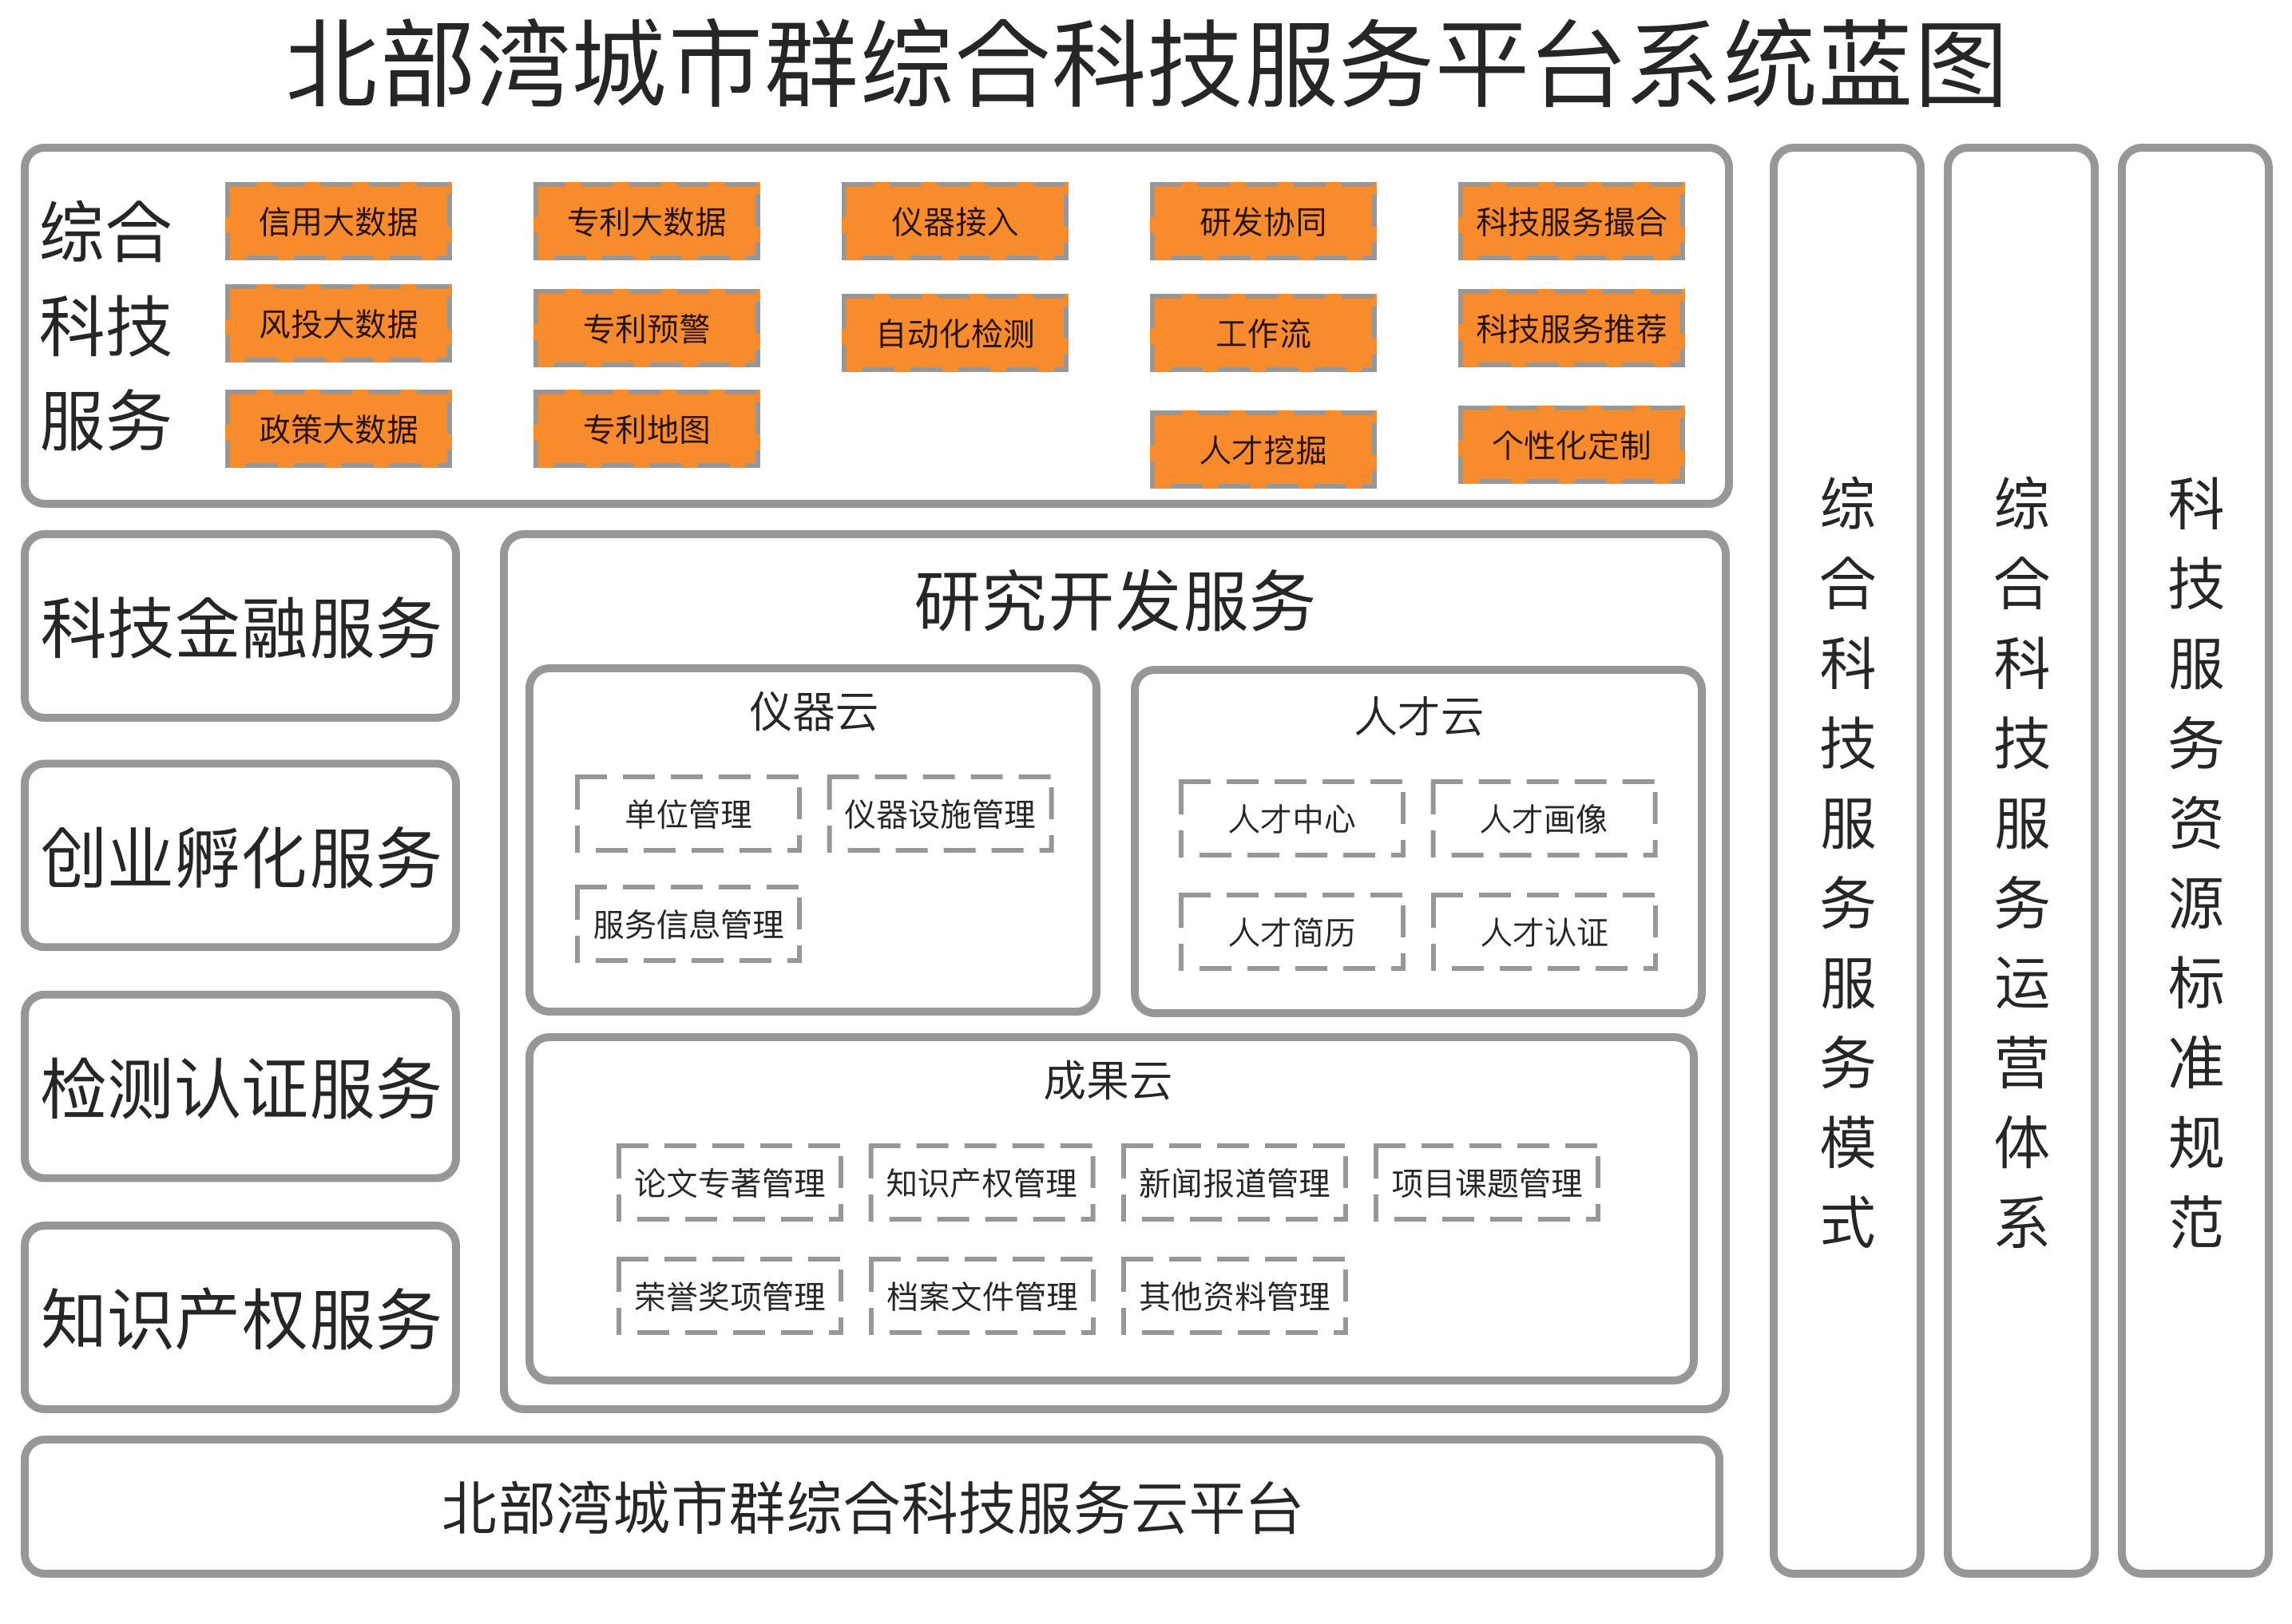 北部湾城市群综合科技服务平台系统蓝图
综合
科技
服务
信用大数据
专利大数据
仪器接入
研发协同
科技服务撮合
风投大数据
专利预警
自动化检测
工作流
科技服务推荐
政策大数据
专利地图
人才挖掘
个性化定制
科技金融服务
创业孵化服务
检测认证服务
知识产权服务
研究开发服务
仪器云
单位管理
仪器设施管理
服务信息管理
人才云
人才中心
人才画像
人才简历
人才认证
成果云
论文专著管理
知识产权管理
新闻报道管理
项目课题管理
荣誉奖项管理
档案文件管理
其他资料管理
北部湾城市群综合科技服务云平台
综合科技服务服务模式
综合科技服务运营体系
科技服务资源标准规范